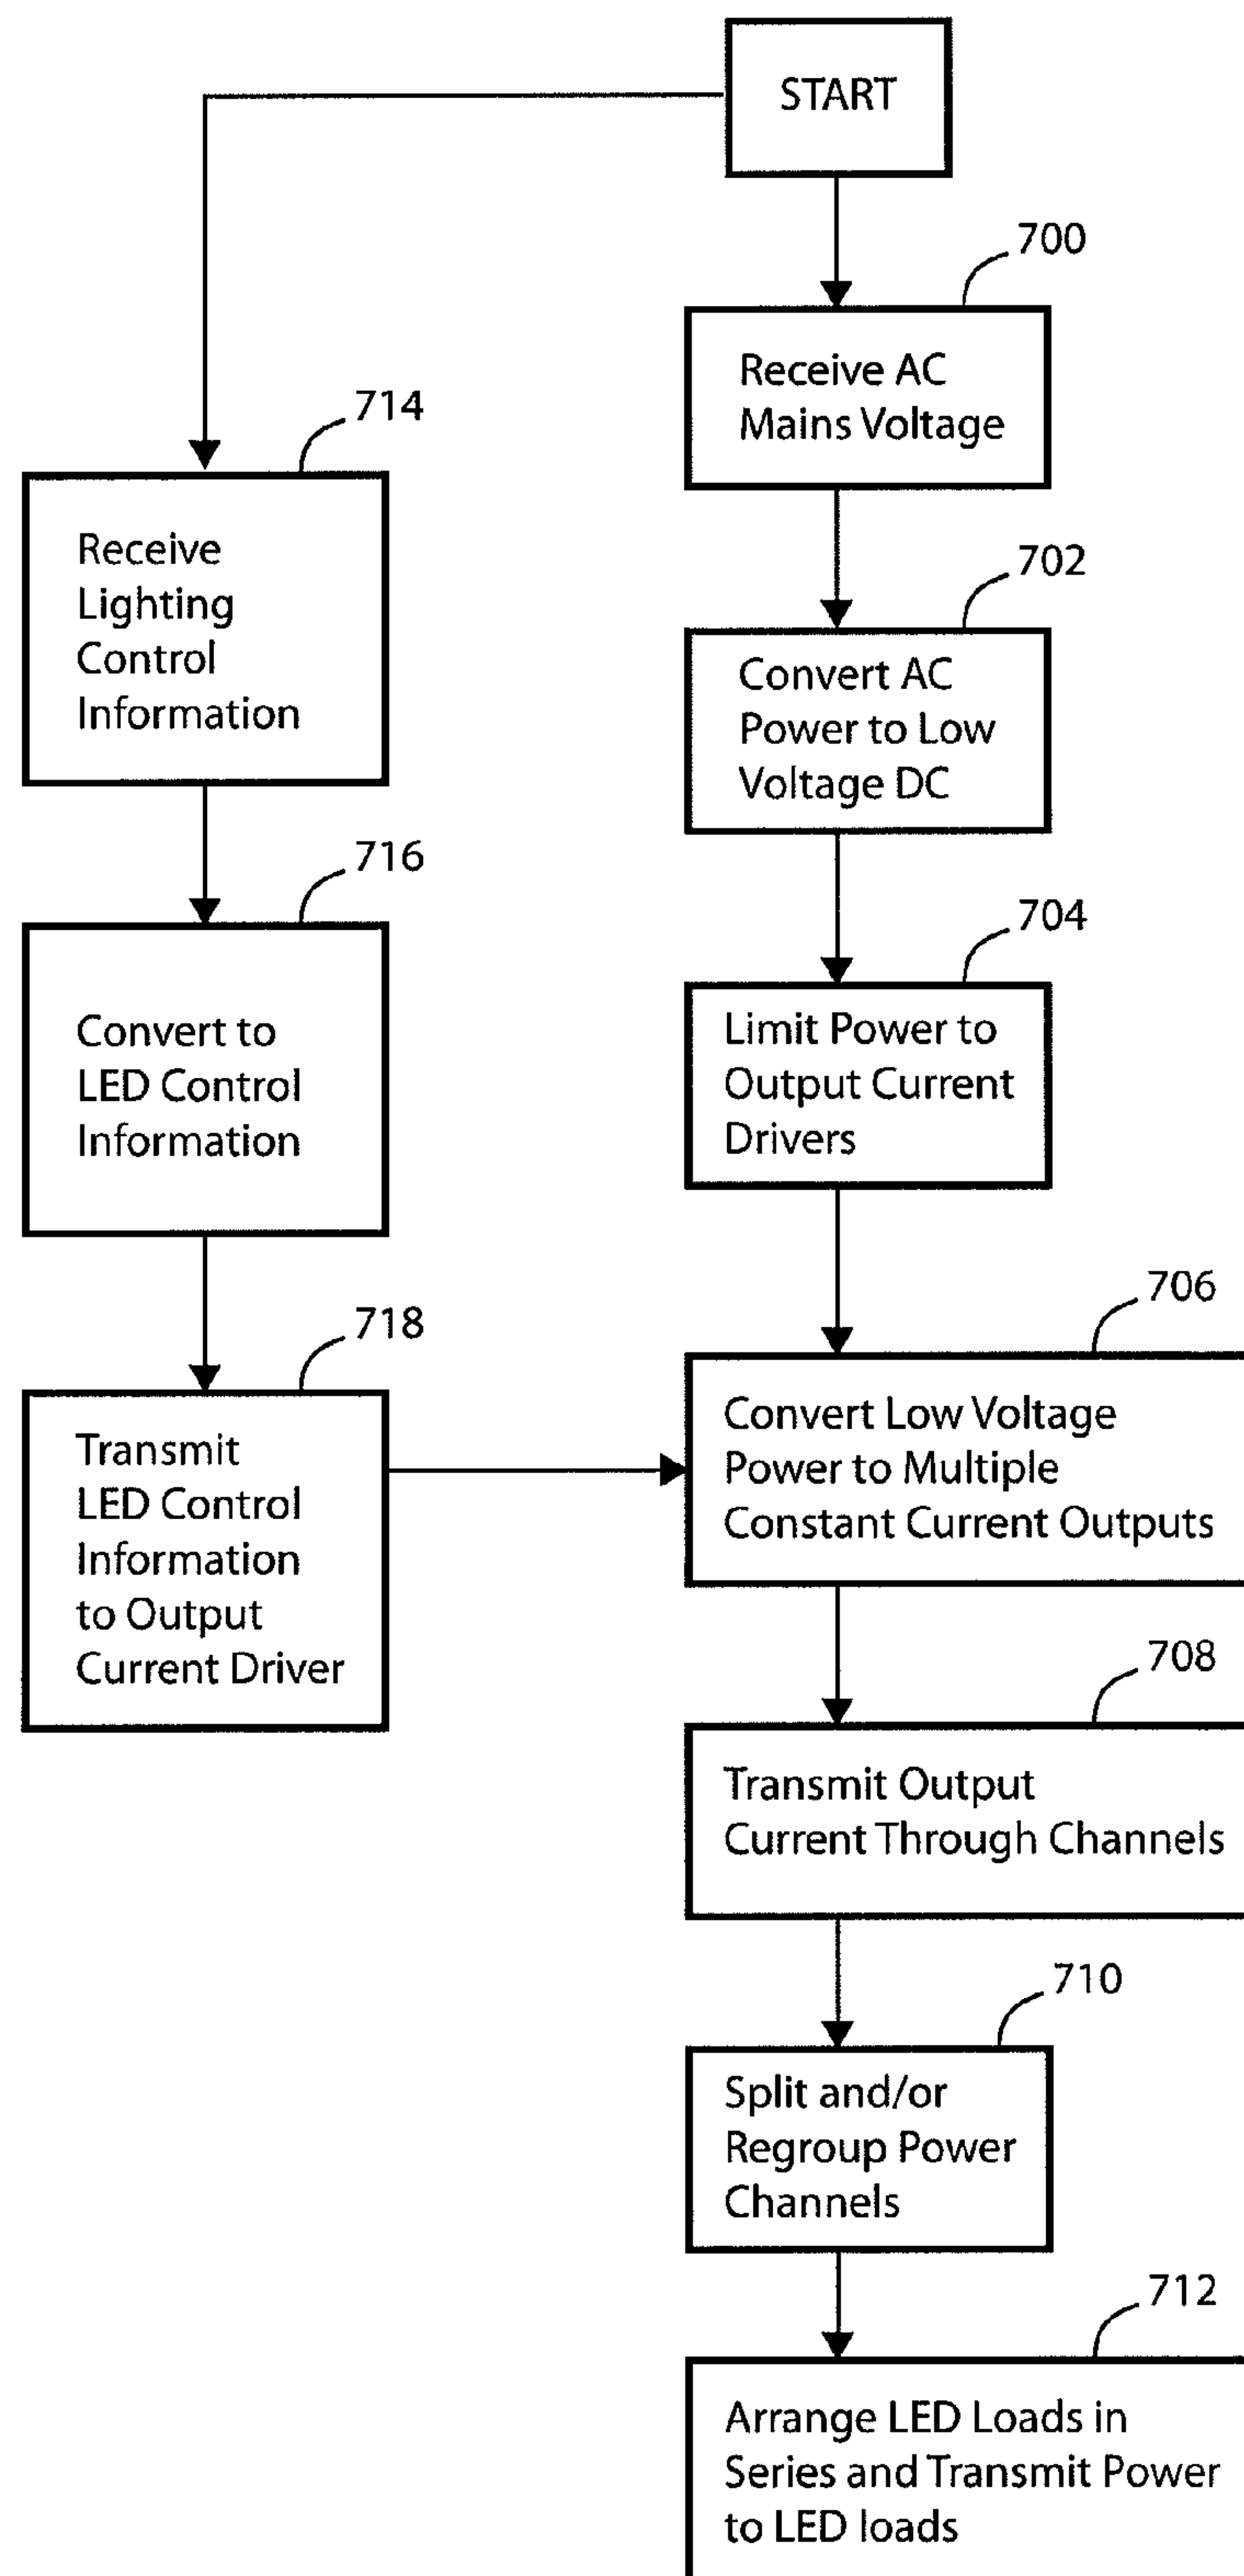 START
700
Receive AC
Mains Voltage
714
Receive
Lighting
Control
Information
702
Convert AC
Power to Low
Voltage DC
716
Convert to
LED Control
Information
704
Limit Power to
Output Current
Drivers
718
Transmit
LED Control
Information
to Output
Current Driver
706
Convert Low Voltage
Power to Multiple
Constant Current Outputs
708
Transmit Output
Current Through Channels
710
Split and/or
Regroup Power
Channels
712
Arrange LED Loads in
Series and Transmit Power
to LED loads